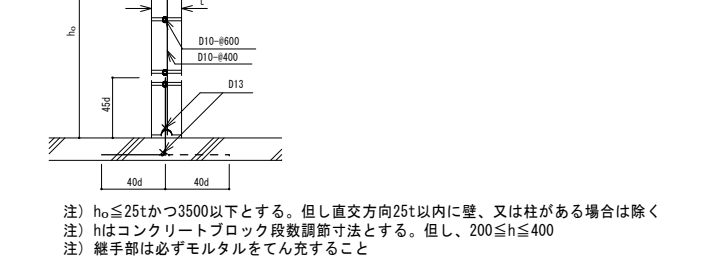 t
h₀
D10-@600
D10-@400
D13
45d
40d 40d
注）h₀≦25tかつ3500以下とする。但し直交方向25t以内に壁、又は柱がある場合は除く
注）hはコンクリートブロック段数調節寸法とする。但し、200≦h≦400
注）継手部は必ずモルタルをてん充すること